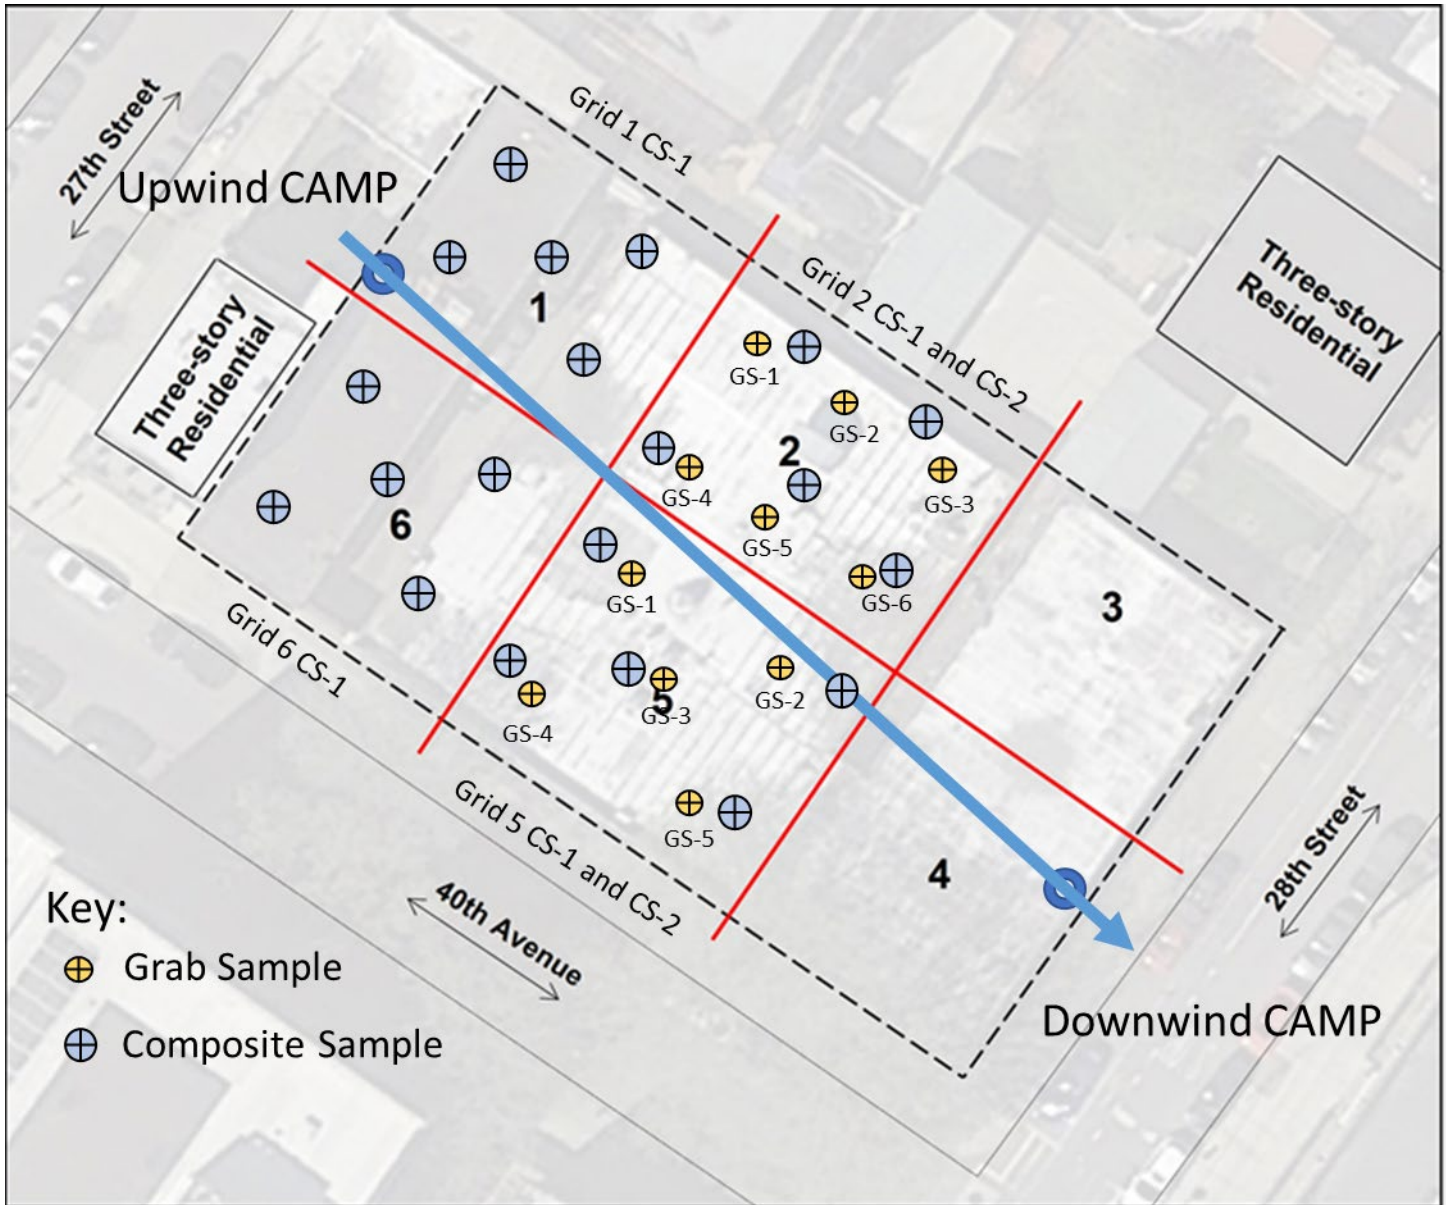 27th Street
Upwind CAMP
Grid 1 CS-1
Three-story
Residential
1
Grid 2 CS-1 and CS-2
Three-story
Residential
GS-1
GS-2
2
GS-4
GS-3
GS-5
6
GS-1
GS-6
3
Grid 6 CS-1
GS-2
5
GS-3
GS-4
Grid 5 CS-1 and CS-2
GS-5
4
28th Street
40th Avenue
Downwind CAMP
Key:
Grab Sample
Composite Sample